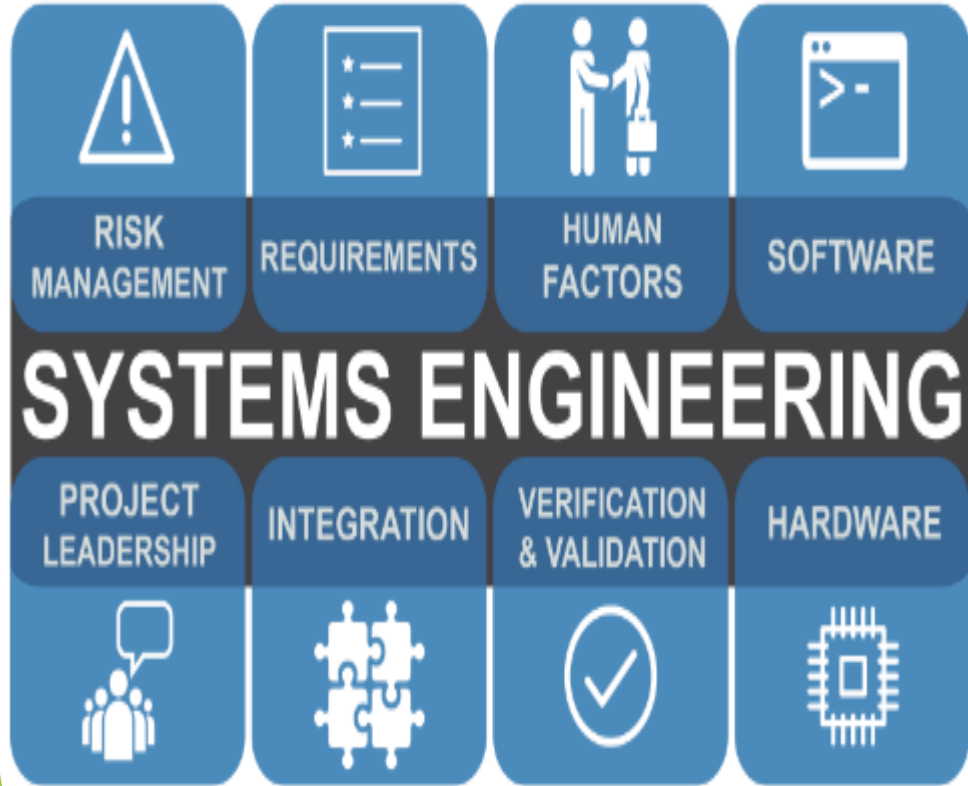 RISK
MANAGEMENT
REQUIREMENTS
HUMAN
FACTORS
SOFTWARE
SYSTEMS ENGINEERING
PROJECT
LEADERSHIP
INTEGRATION
VERIFICATION
& VALIDATION
HARDWARE